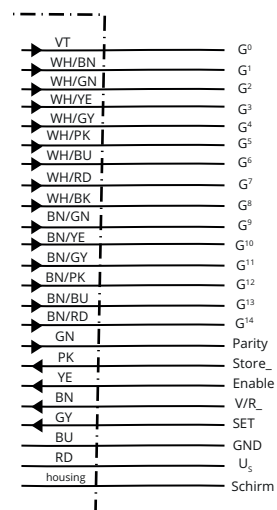 VT G⁰
WH/BN G¹
WH/GN G²
WH/YE G³
WH/GY G⁴
WH/PK G⁵
WH/BU G⁶
WH/RD G⁷
WH/BK G⁸
BN/GN G⁹
BN/YE G¹⁰
BN/GY G¹¹
BN/PK G¹²
BN/BU G¹³
BN/RD G¹⁴
GN Parity
PK Store_
YE Enable
BN V/R_
GY SET
BU GND
RD Uₛ
housing Schirm